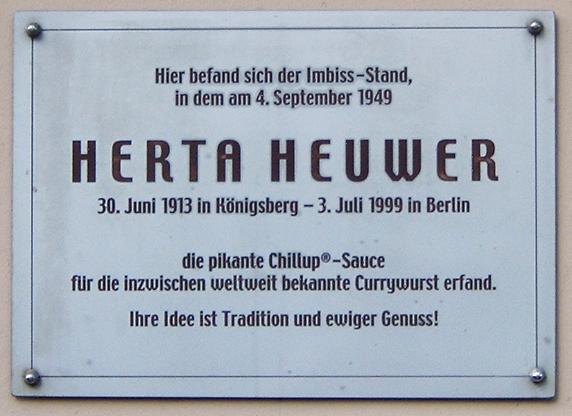 Hier befand sich der Imbiss-Stand,
in dem am 4. September 1949
HERTA HEUWER
30. Juni 1913 in Königsberg – 3. Juli 1999 in Berlin
die pikante Chillup®-Sauce
für die inzwischen weltweit bekannte Currywurst erfand.
Ihre Idee ist Tradition und ewiger Genuss!